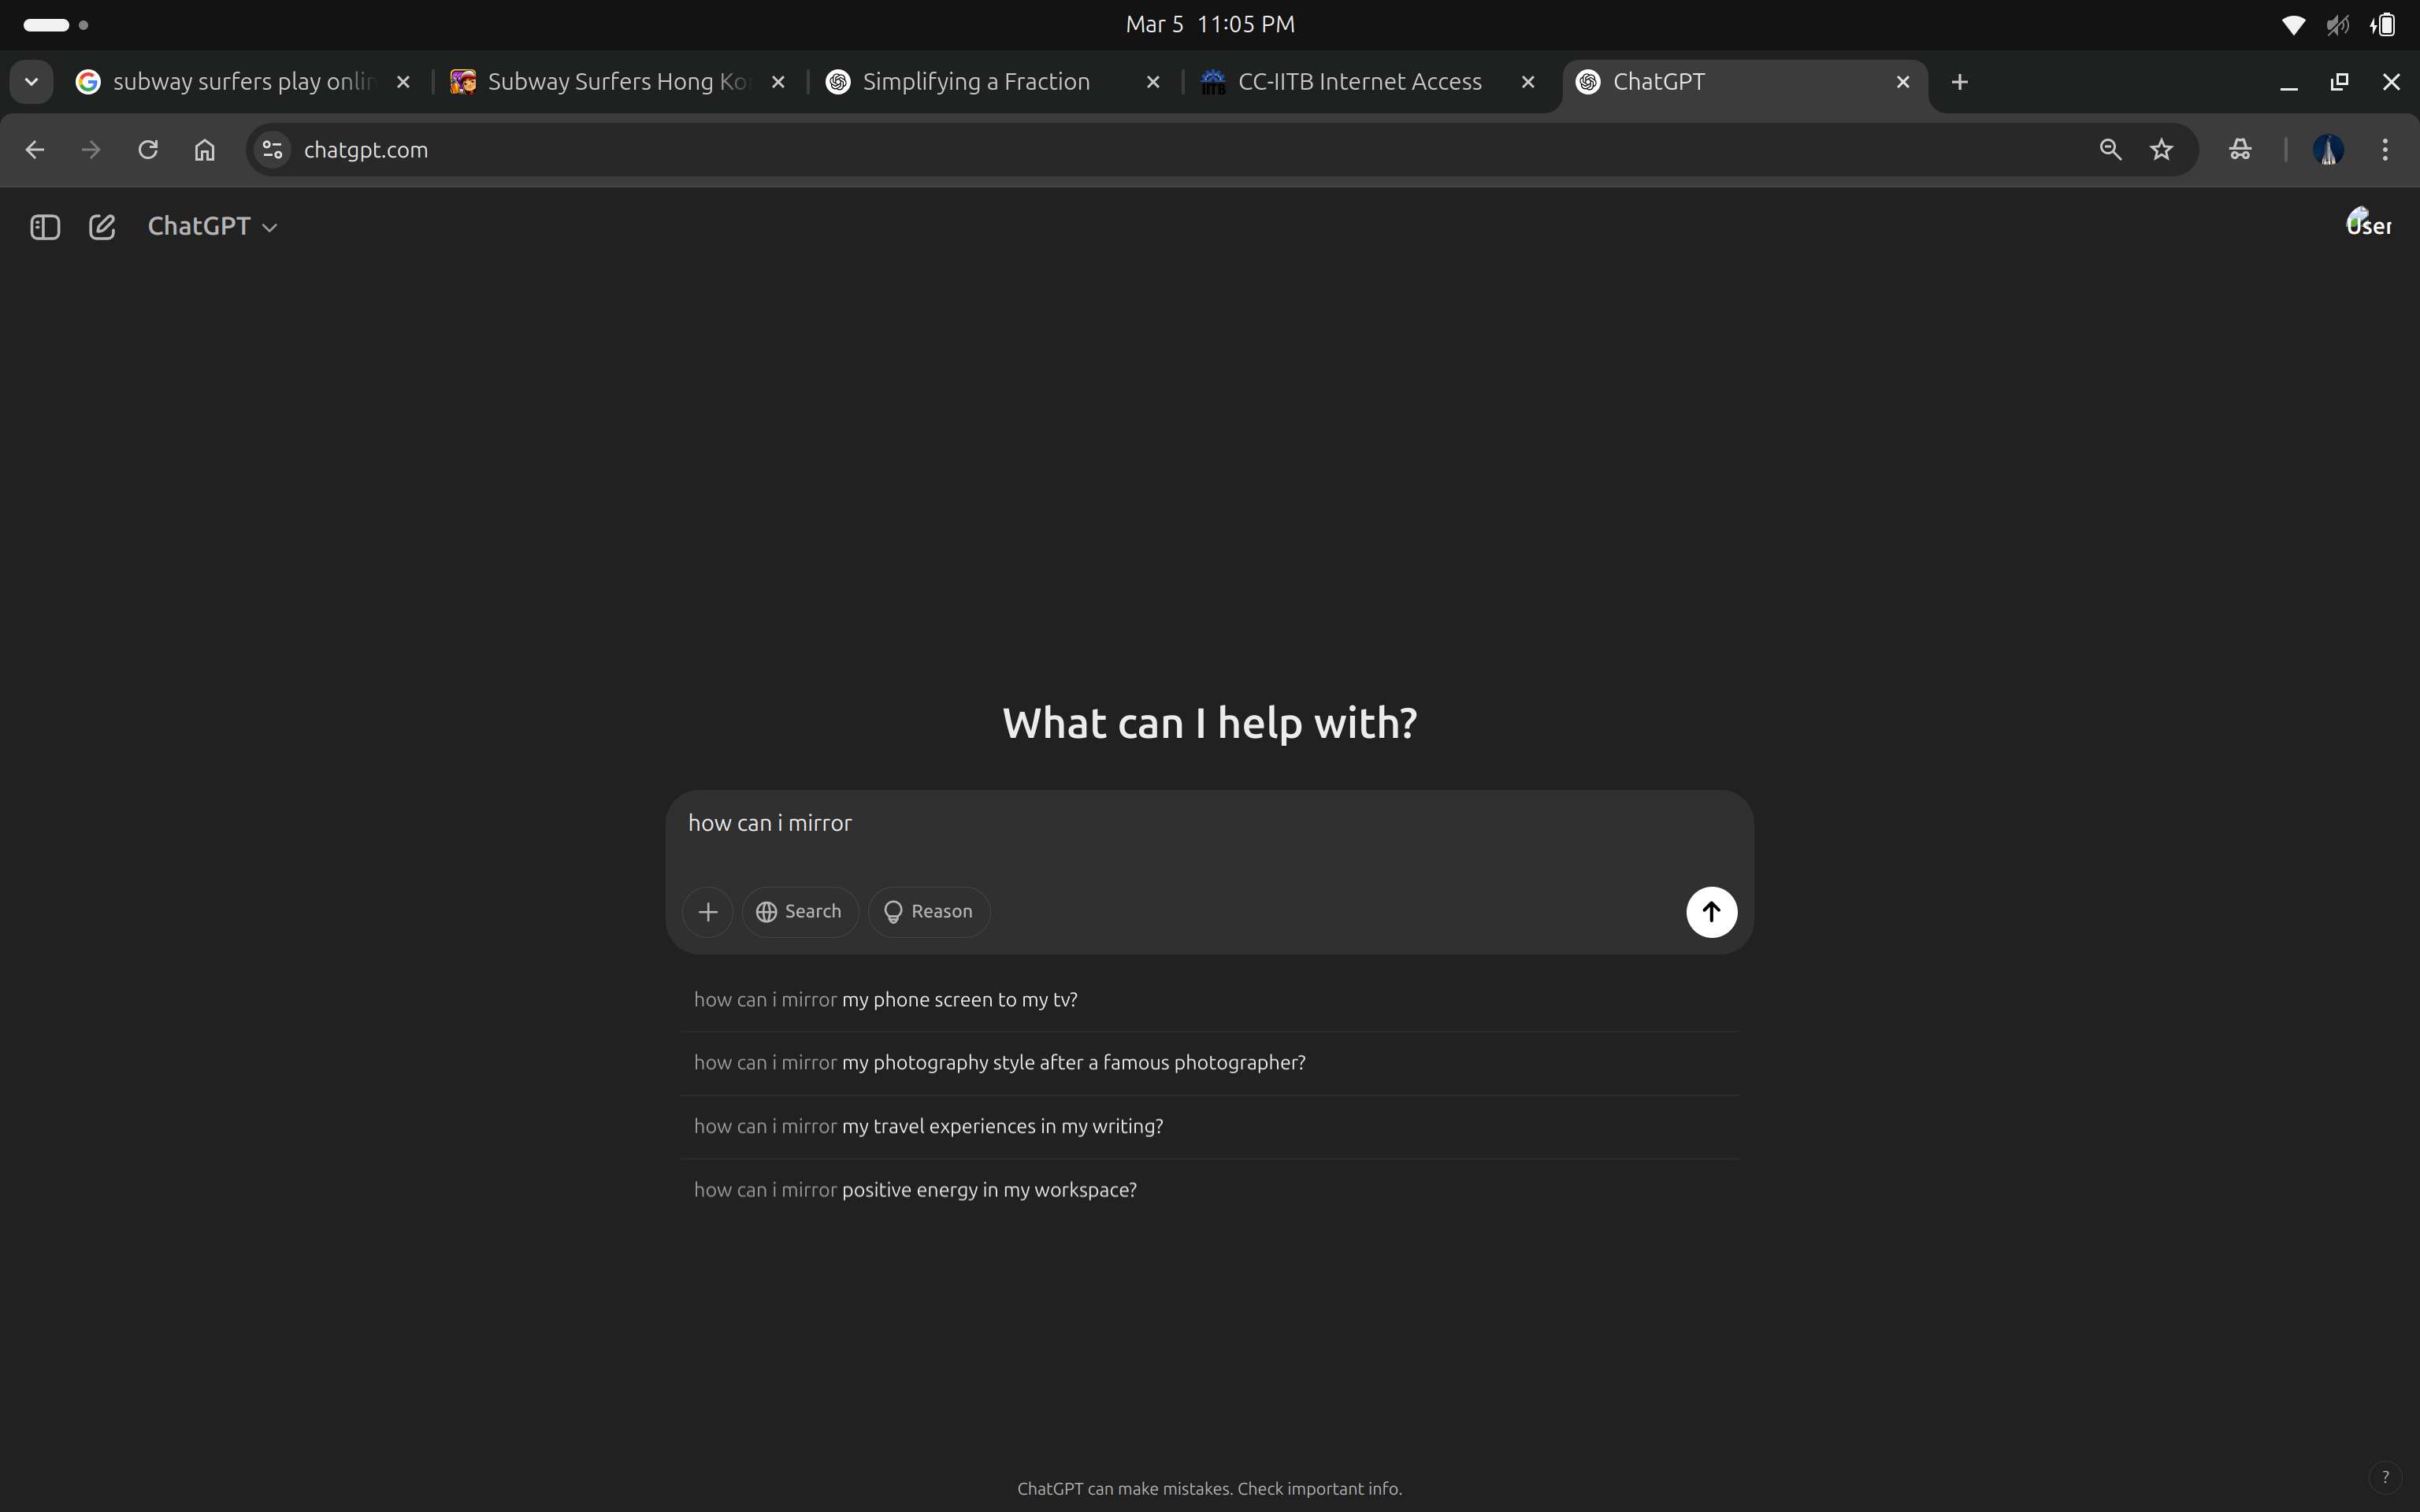 Mar 5 11:05 PM
subway surfers play onlin
Subway Surfers Hong Ko
Simplifying a Fraction
IITB
CC-IITB Internet Access
ChatGPT
chatgpt.com
ChatGPT
User
What can I help with?
how can i mirror
Search
Reason
how can i mirror my phone screen to my tv?
how can i mirror my photography style after a famous photographer?
how can i mirror my travel experiences in my writing?
how can i mirror positive energy in my workspace?
ChatGPT can make mistakes. Check important info.
?